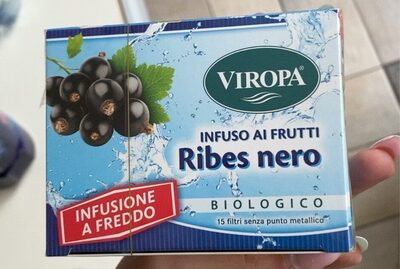 VIROPA®
INFUSO AI FRUTTI
Ribes nero
BIOLOGICO
15 filtri senza punto metallico
INFUSIONE
A FREDDO